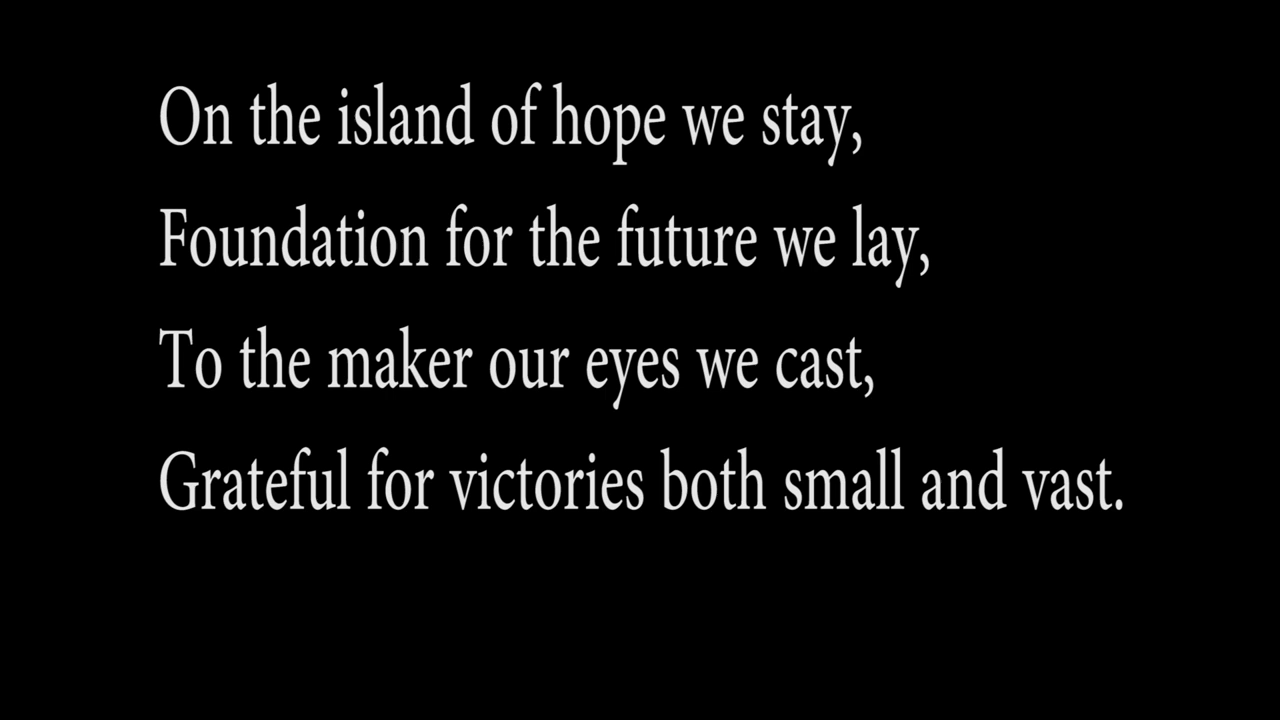 On the island of hope we stay,
Foundation for the future we lay,
To the maker our eyes we cast,
Grateful for victories both small and vast.